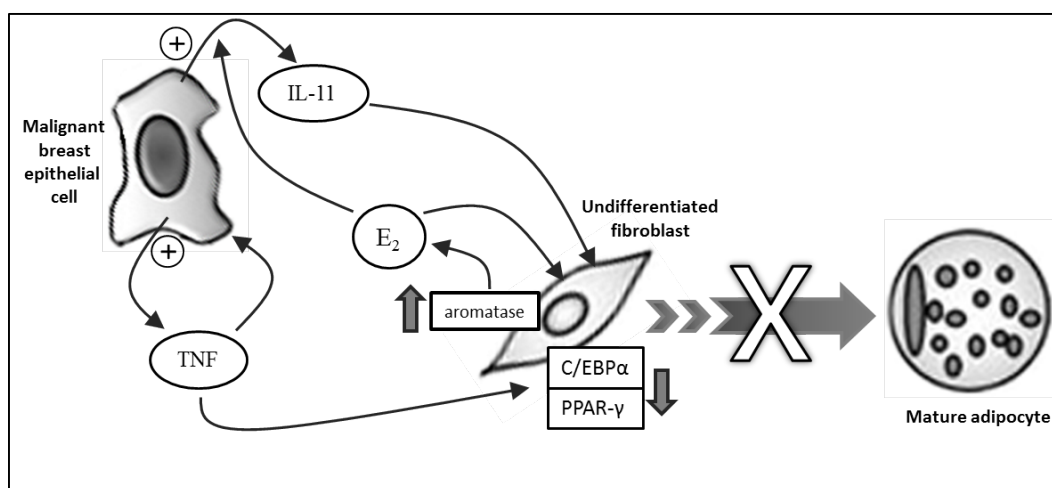 +
IL-11
Malignant
breast
epithelial
cell
Undifferentiated
fibroblast
E₂
+
aromatase
TNF
C/EBPα
PPAR-γ
X
Mature adipocyte